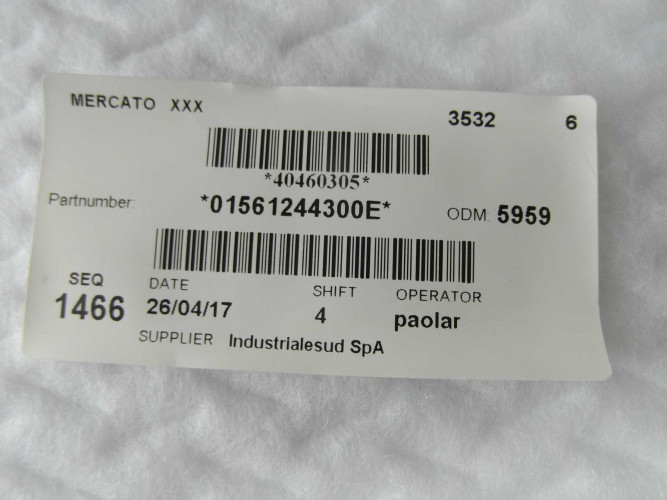 MERCATO XXX 3532 6
*40460305*
Partnumber: *01561244300E* ODM: 5959
SEQ DATE SHIFT OPERATOR
1466 26/04/17 4 paolar
SUPPLIER Industrialesud SpA